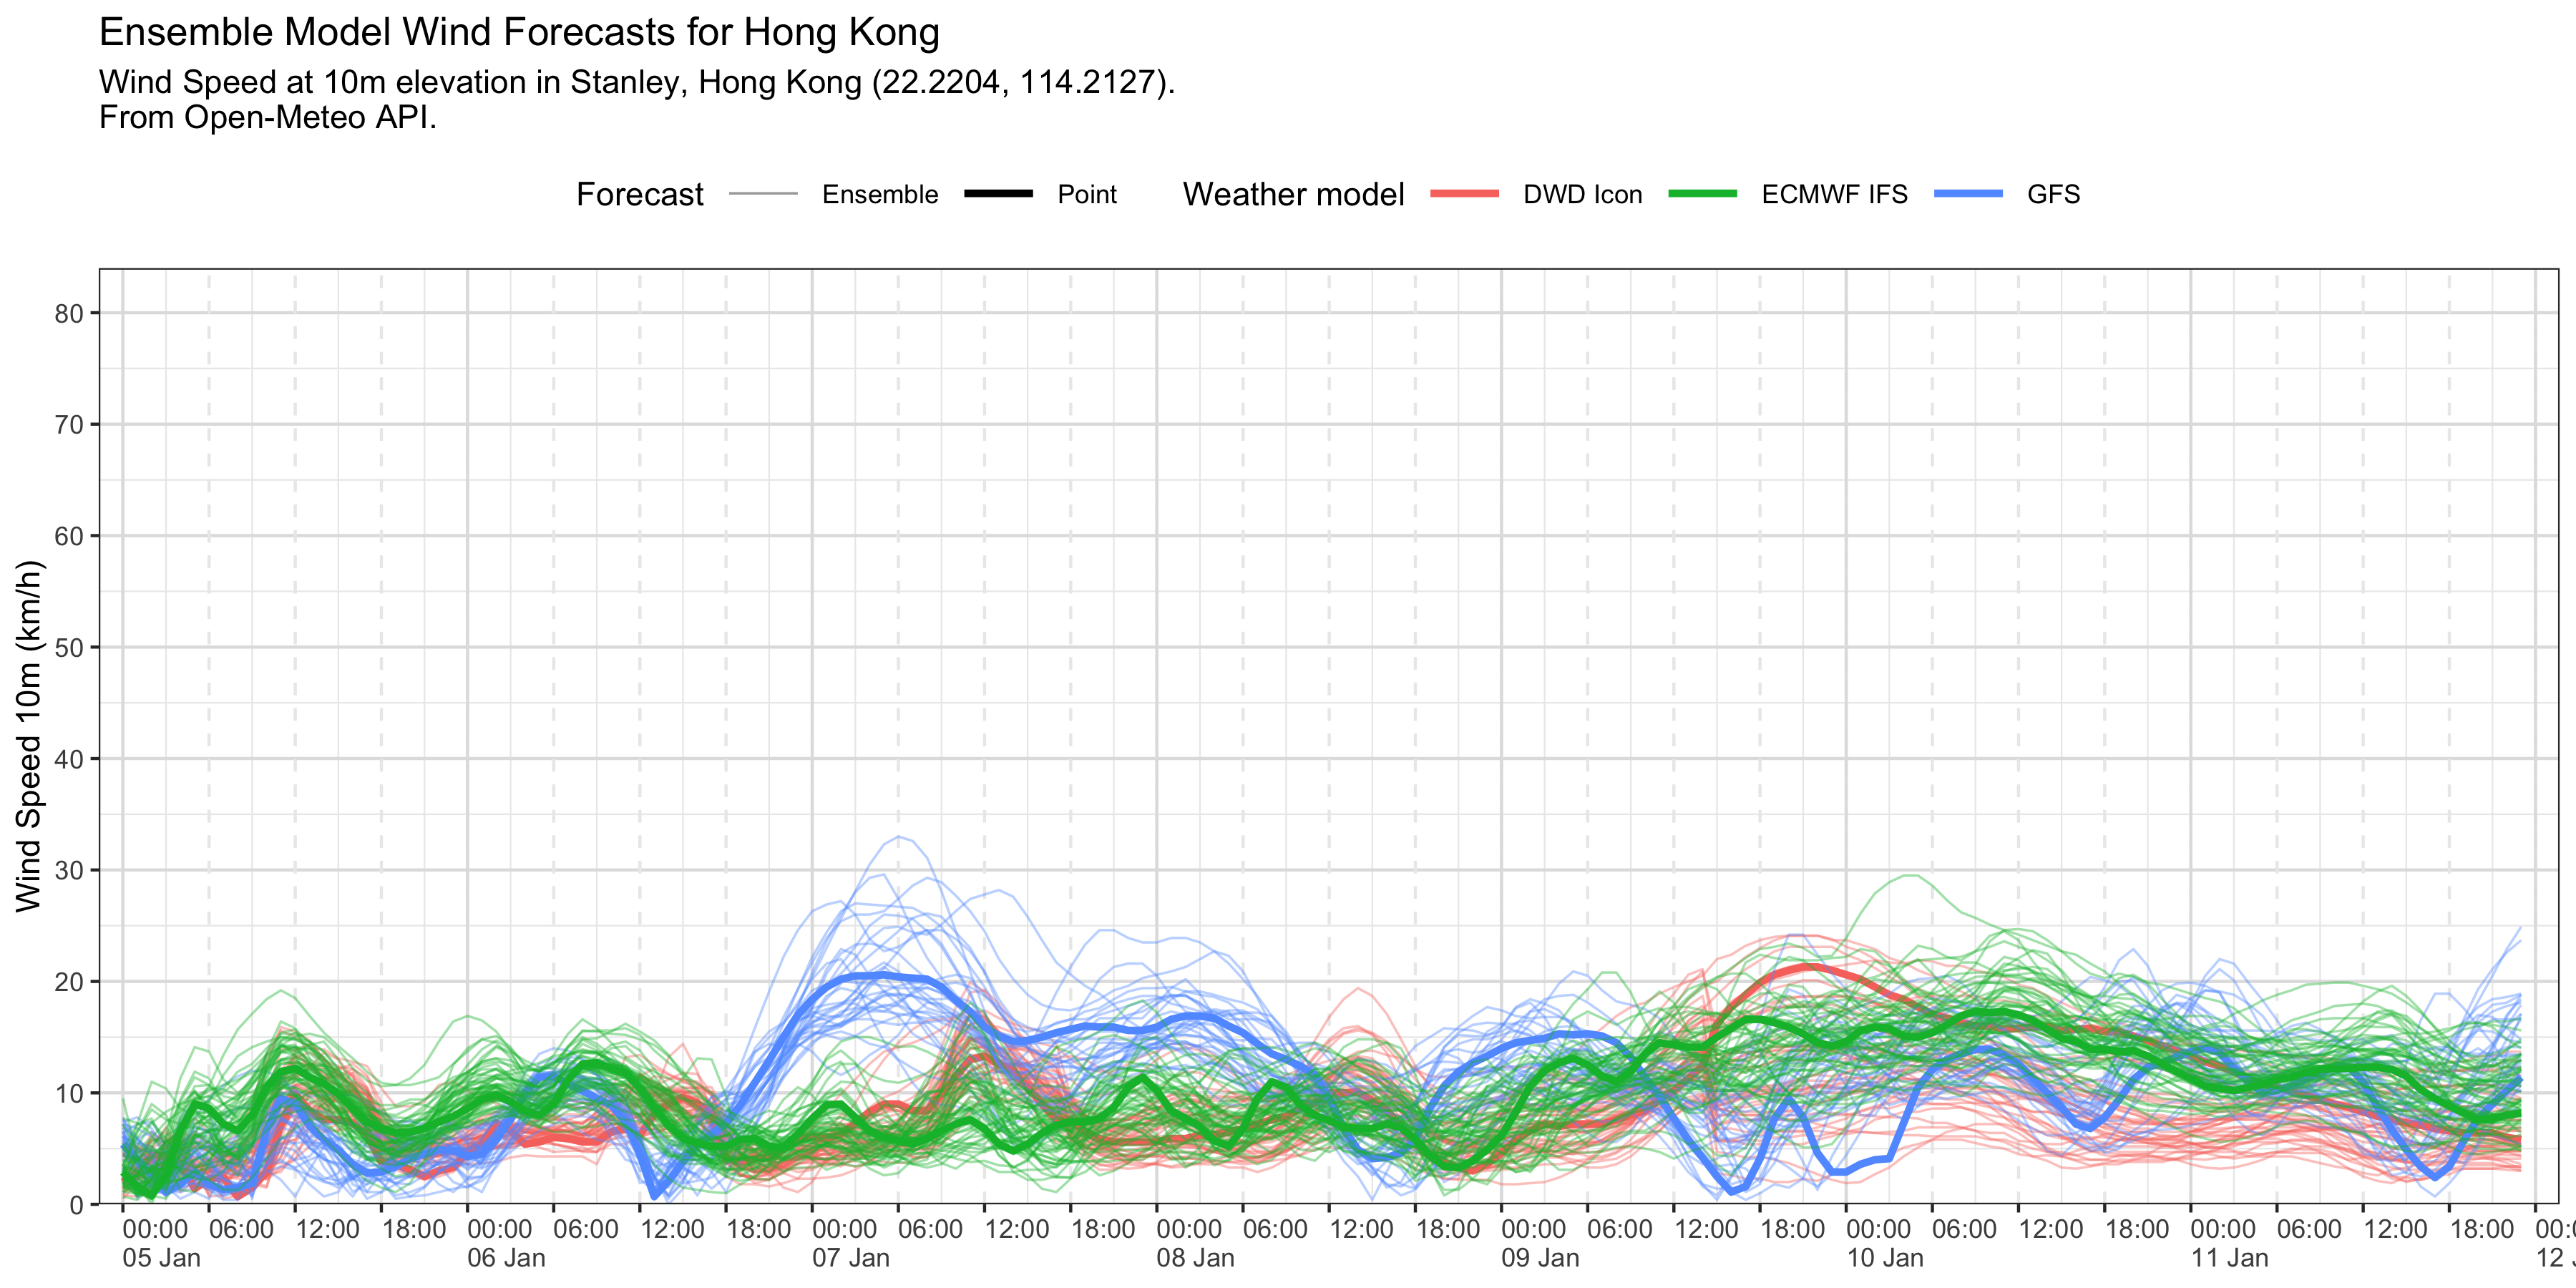 Ensemble Model Wind Forecasts for Hong Kong
Wind Speed at 10m elevation in Stanley, Hong Kong (22.2204, 114.2127).
From Open-Meteo API.
Forecast Ensemble Point Weather model DWD Icon ECMWF IFS GFS
Wind Speed 10m (km/h)
80
70
60
50
40
30
20
10
0
00:00 06:00 12:00 18:00 00:00 06:00 12:00 18:00 00:00 06:00 12:00 18:00 00:00 06:00 12:00 18:00 00:00 06:00 12:00 18:00 00:00 06:00 12:00 18:00 00:00 06:00 12:00 18:00
05 Jan 06 Jan 07 Jan 08 Jan 09 Jan 10 Jan 11 Jan 12